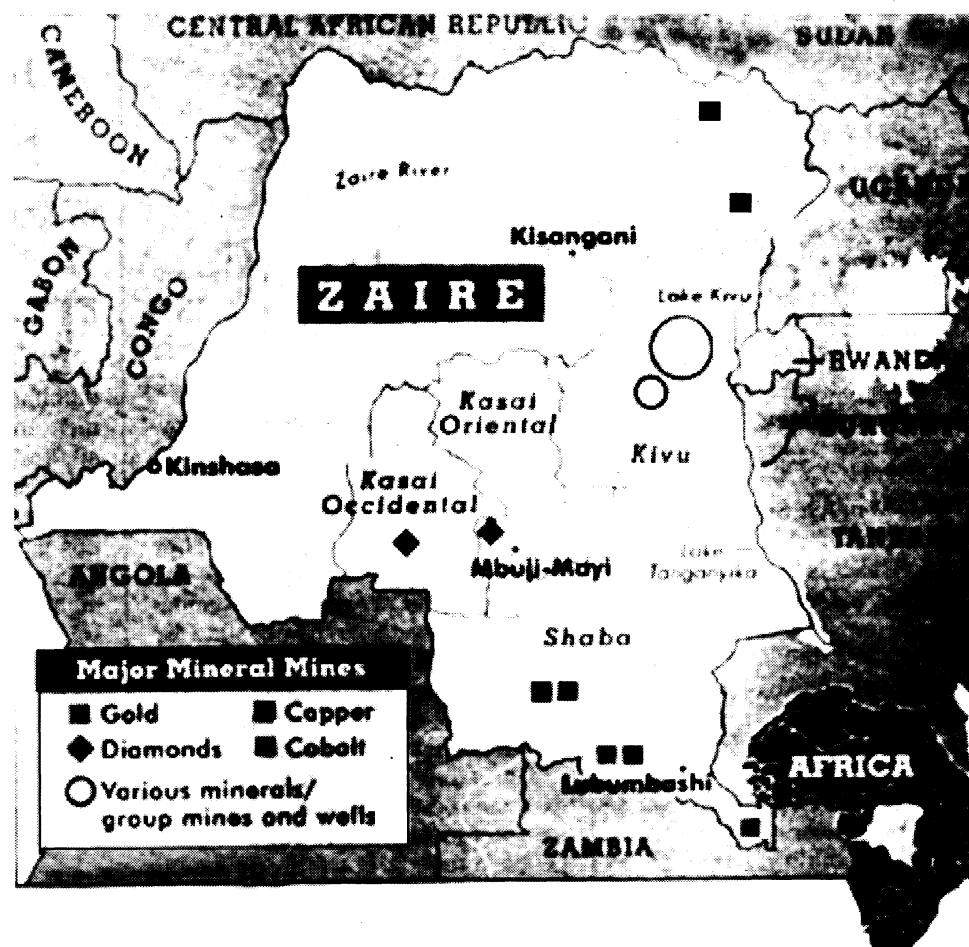 CENTRAL AFRICAN REPUBLIC
SUDAN
CAMEROON
Zaire River
UGANDA
Kisangani
GABON
CONGO
ZAIRE
Lake Kivu
RWANDA
Kasai
Oriental
Kivu
Kinshasa
Kasai
Occidental
Mbuji-Mayi
Lake
Tanganyika
ANGOLA
Shaba
Major Mineral Mines
Gold
Copper
Diamonds
Cobalt
Various minerals/
group mines and wells
Lubumbashi
AFRICA
ZAMBIA